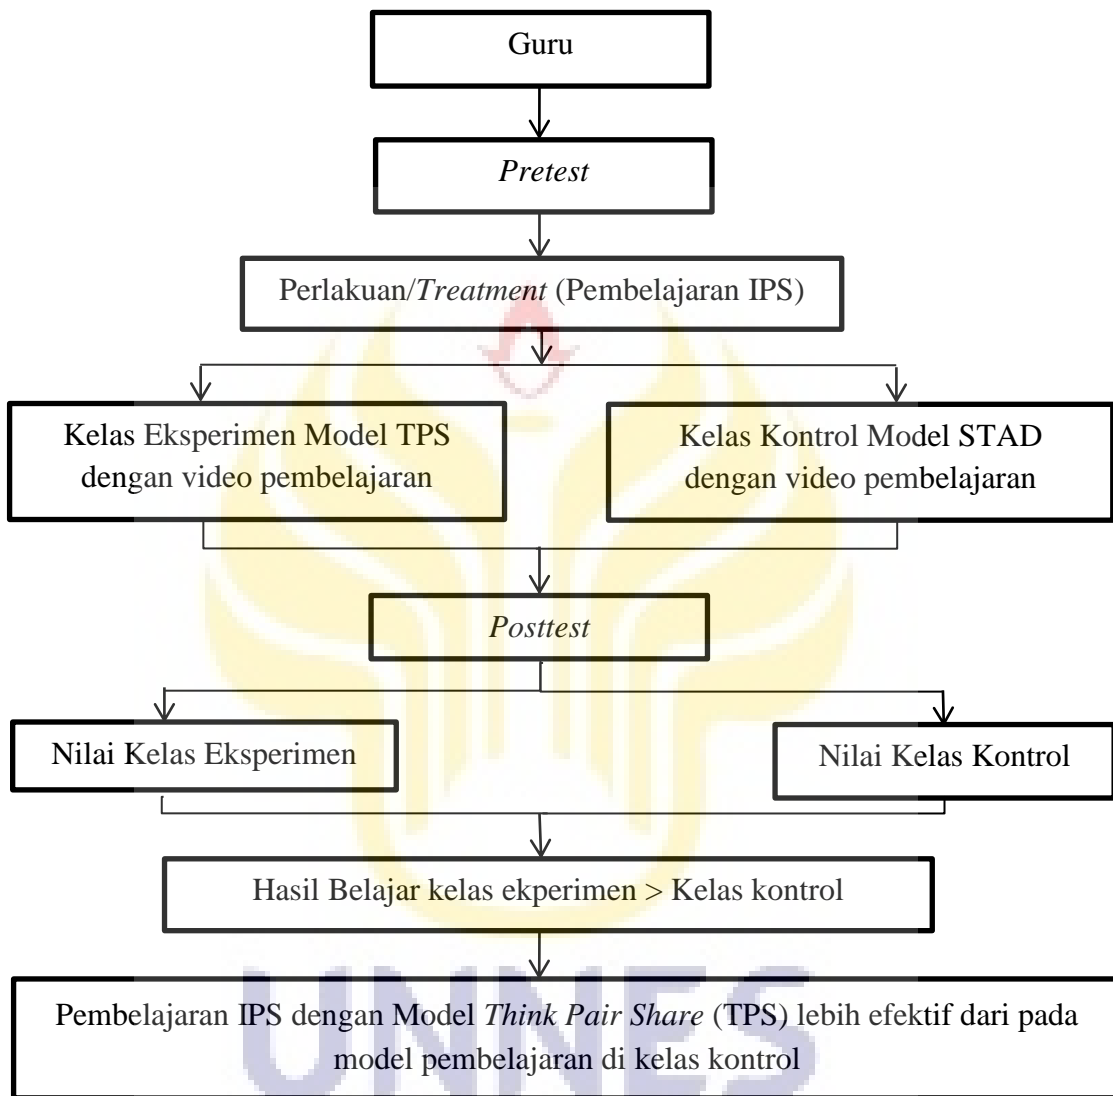 Guru
Pretest
Perlakuan/Treatment (Pembelajaran IPS)
Kelas Eksperimen Model TPS
dengan video pembelajaran
Kelas Kontrol Model STAD
dengan video pembelajaran
Posttest
Nilai Kelas Eksperimen
Nilai Kelas Kontrol
Hasil Belajar kelas ekperimen > Kelas kontrol
Pembelajaran IPS dengan Model Think Pair Share (TPS) lebih efektif dari pada
model pembelajaran di kelas kontrol
UNNES